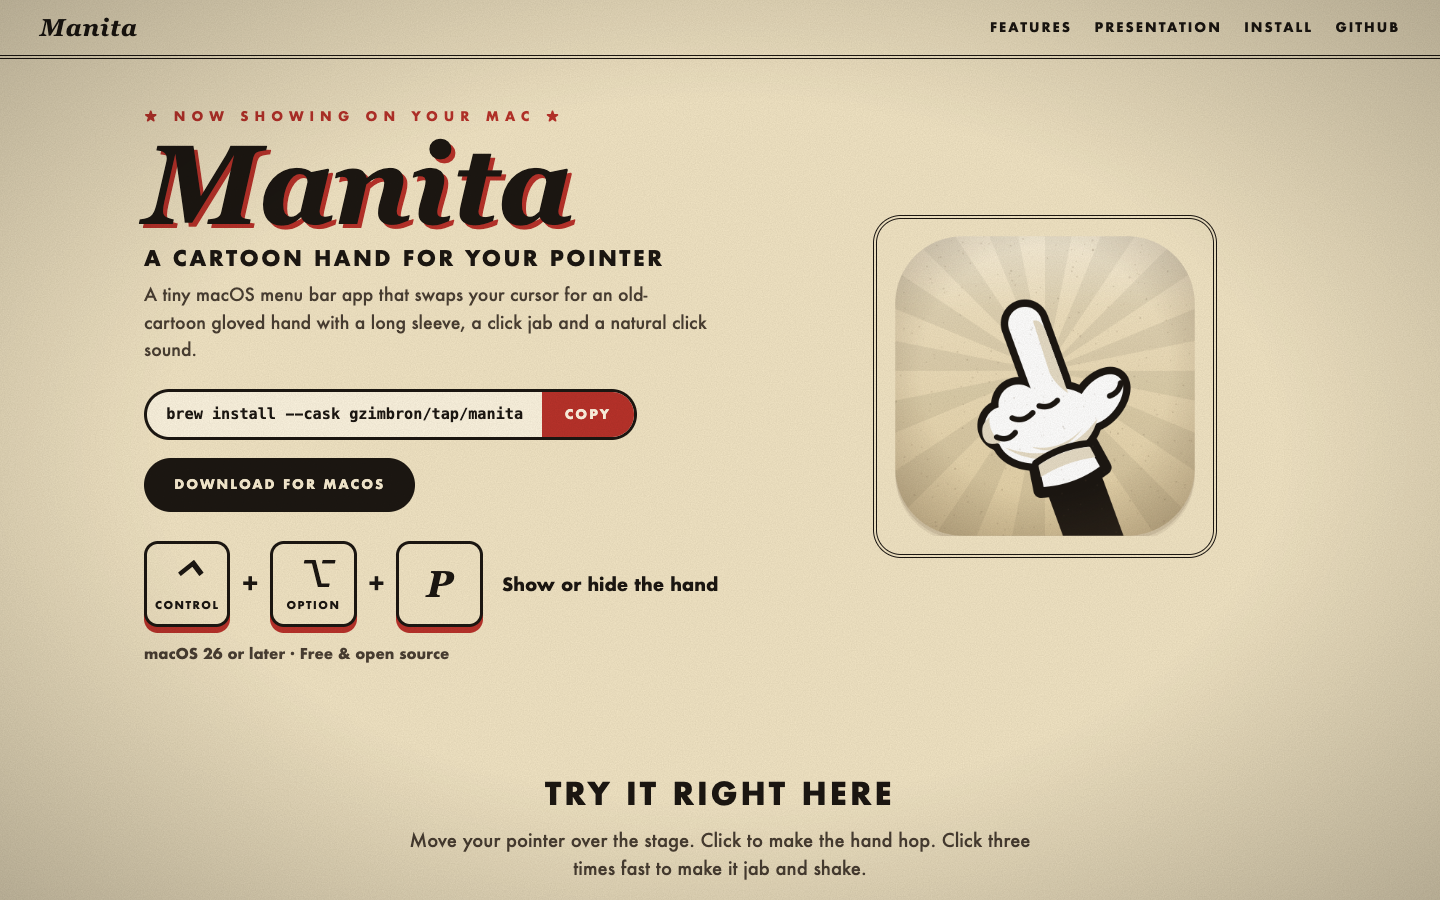 Manita
FEATURES PRESENTATION INSTALL GITHUB
★ NOW SHOWING ON YOUR MAC ★
Manita
A CARTOON HAND FOR YOUR POINTER
A tiny macOS menu bar app that swaps your cursor for an old-
cartoon gloved hand with a long sleeve, a click jab and a natural click
sound.
brew install --cask gzimbron/tap/manita COPY
DOWNLOAD FOR MACOS
⌃ CONTROL + ⌥ OPTION + P Show or hide the hand
macOS 26 or later · Free & open source
TRY IT RIGHT HERE
Move your pointer over the stage. Click to make the hand hop. Click three
times fast to make it jab and shake.